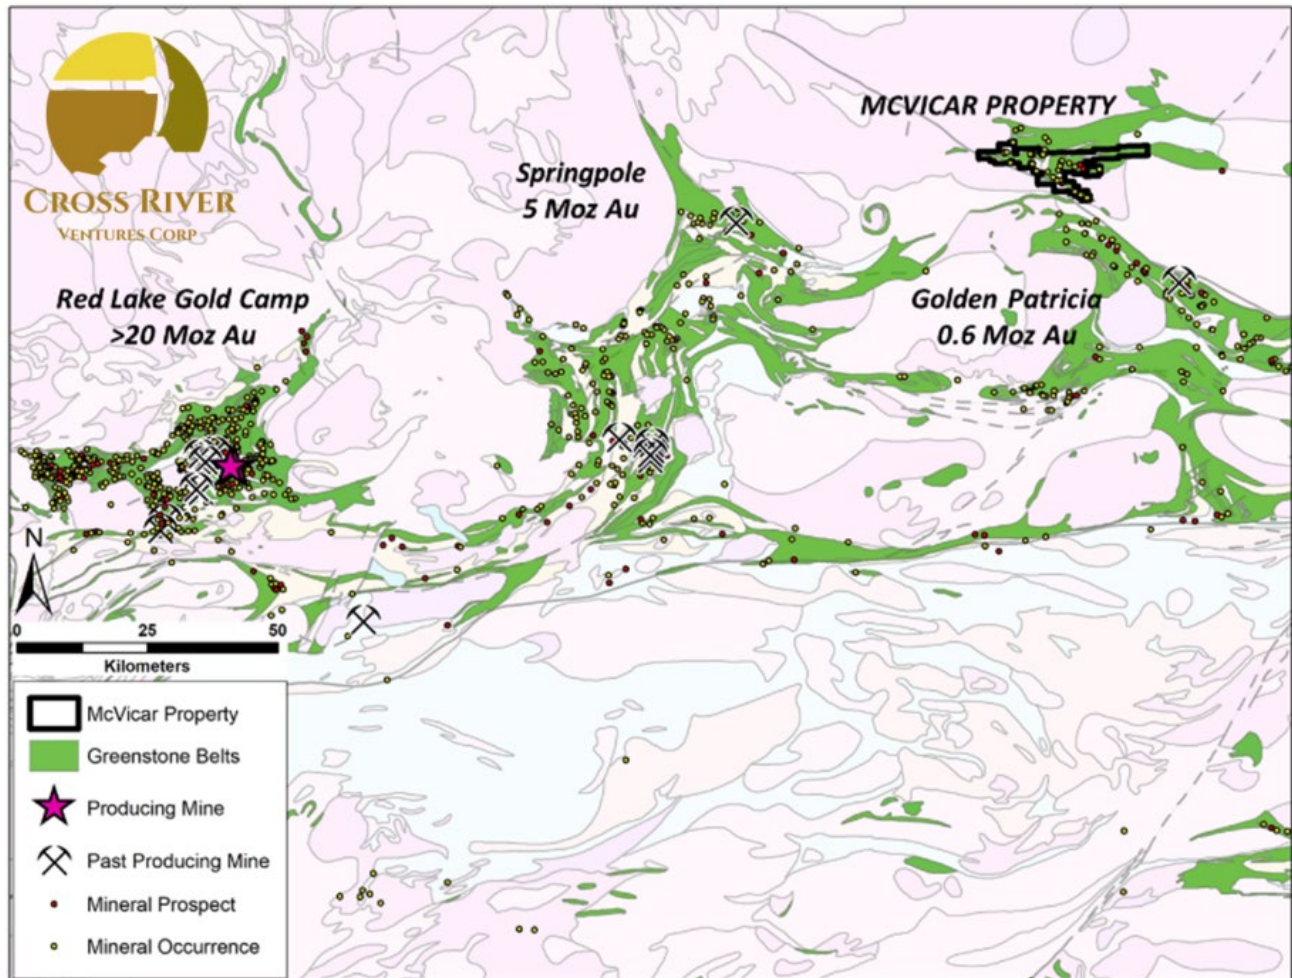 CROSS RIVER
VENTURES CORP
MCVICAR PROPERTY
Springpole
5 Moz Au
Red Lake Gold Camp
>20 Moz Au
Golden Patricia
0.6 Moz Au
N
0 25 50
Kilometers
McVicar Property
Greenstone Belts
Producing Mine
Past Producing Mine
Mineral Prospect
Mineral Occurrence